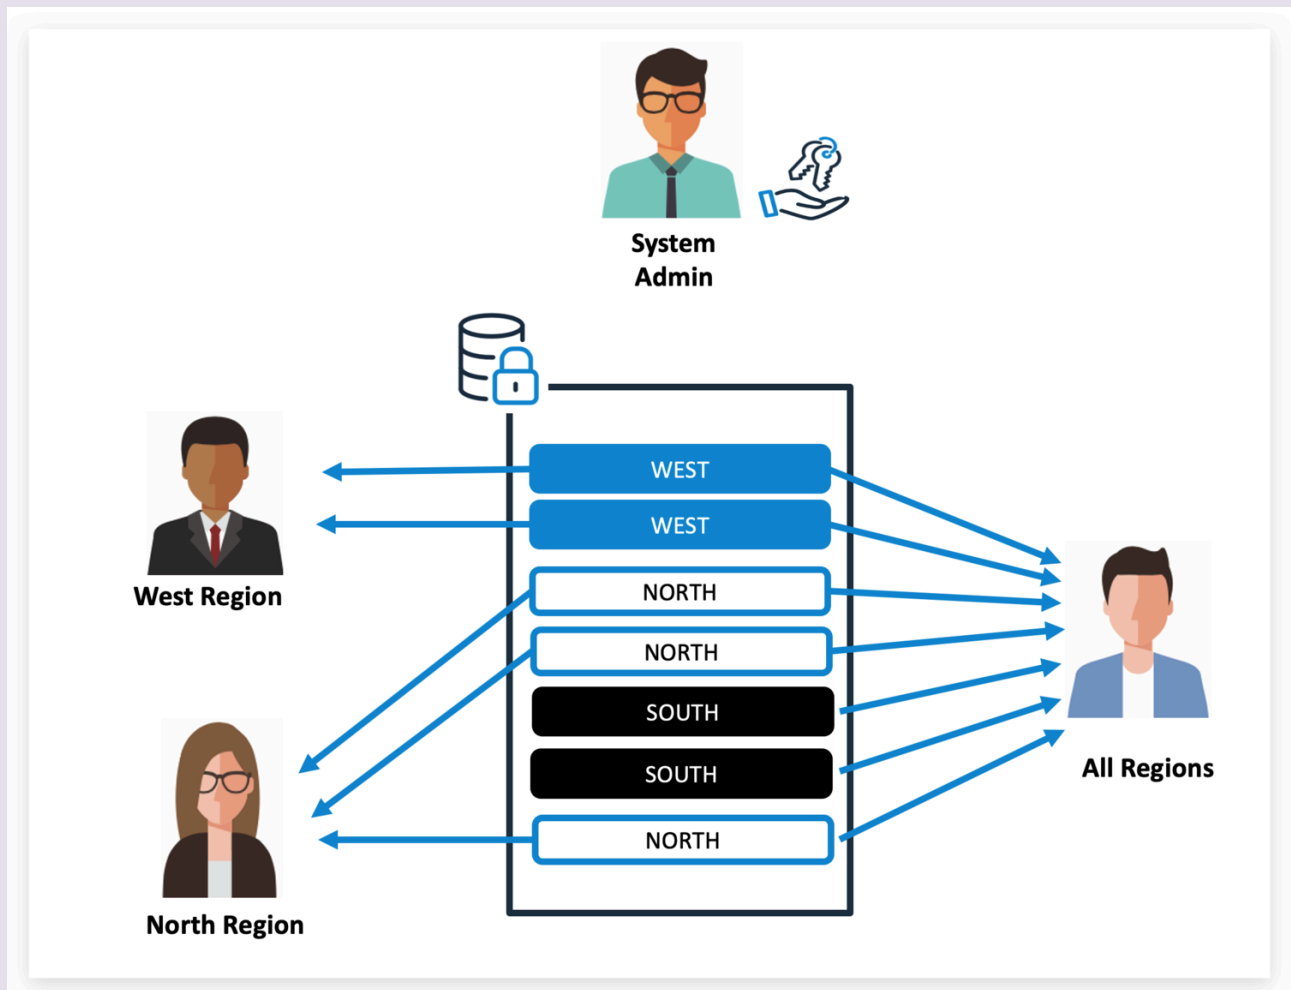 System
Admin
WEST
WEST
West Region
NORTH
NORTH
SOUTH
All Regions
SOUTH
NORTH
North Region